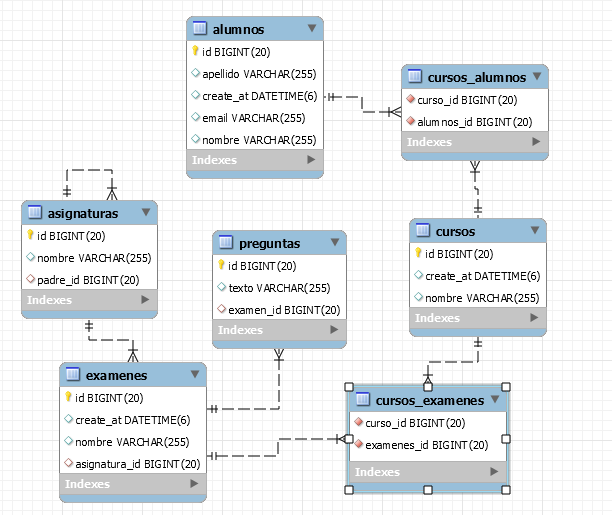 alumnos
id BIGINT(20)
apellido VARCHAR(255)
create_at DATETIME(6)
email VARCHAR(255)
nombre VARCHAR(255)
Indexes
cursos_alumnos
curso_id BIGINT(20)
alumnos_id BIGINT(20)
Indexes
asignaturas
id BIGINT(20)
nombre VARCHAR(255)
padre_id BIGINT(20)
Indexes
preguntas
id BIGINT(20)
texto VARCHAR(255)
examen_id BIGINT(20)
Indexes
cursos
id BIGINT(20)
create_at DATETIME(6)
nombre VARCHAR(255)
Indexes
examenes
id BIGINT(20)
create_at DATETIME(6)
nombre VARCHAR(255)
asignatura_id BIGINT(20)
Indexes
cursos_examenes
curso_id BIGINT(20)
examenes_id BIGINT(20)
Indexes